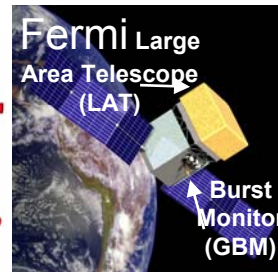 Fermi Large
Area Telescope
(LAT)
Burst
Monitor
(GBM)